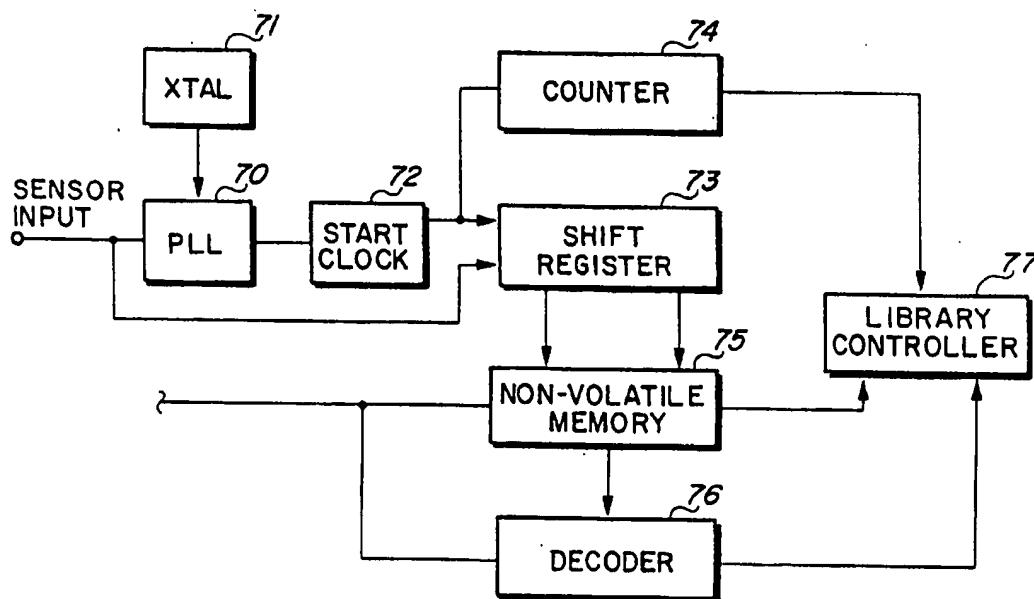 71
XTAL
74
COUNTER
SENSOR
INPUT
70
PLL
72
START
CLOCK
73
SHIFT
REGISTER
77
LIBRARY
CONTROLLER
75
NON-VOLATILE
MEMORY
76
DECODER